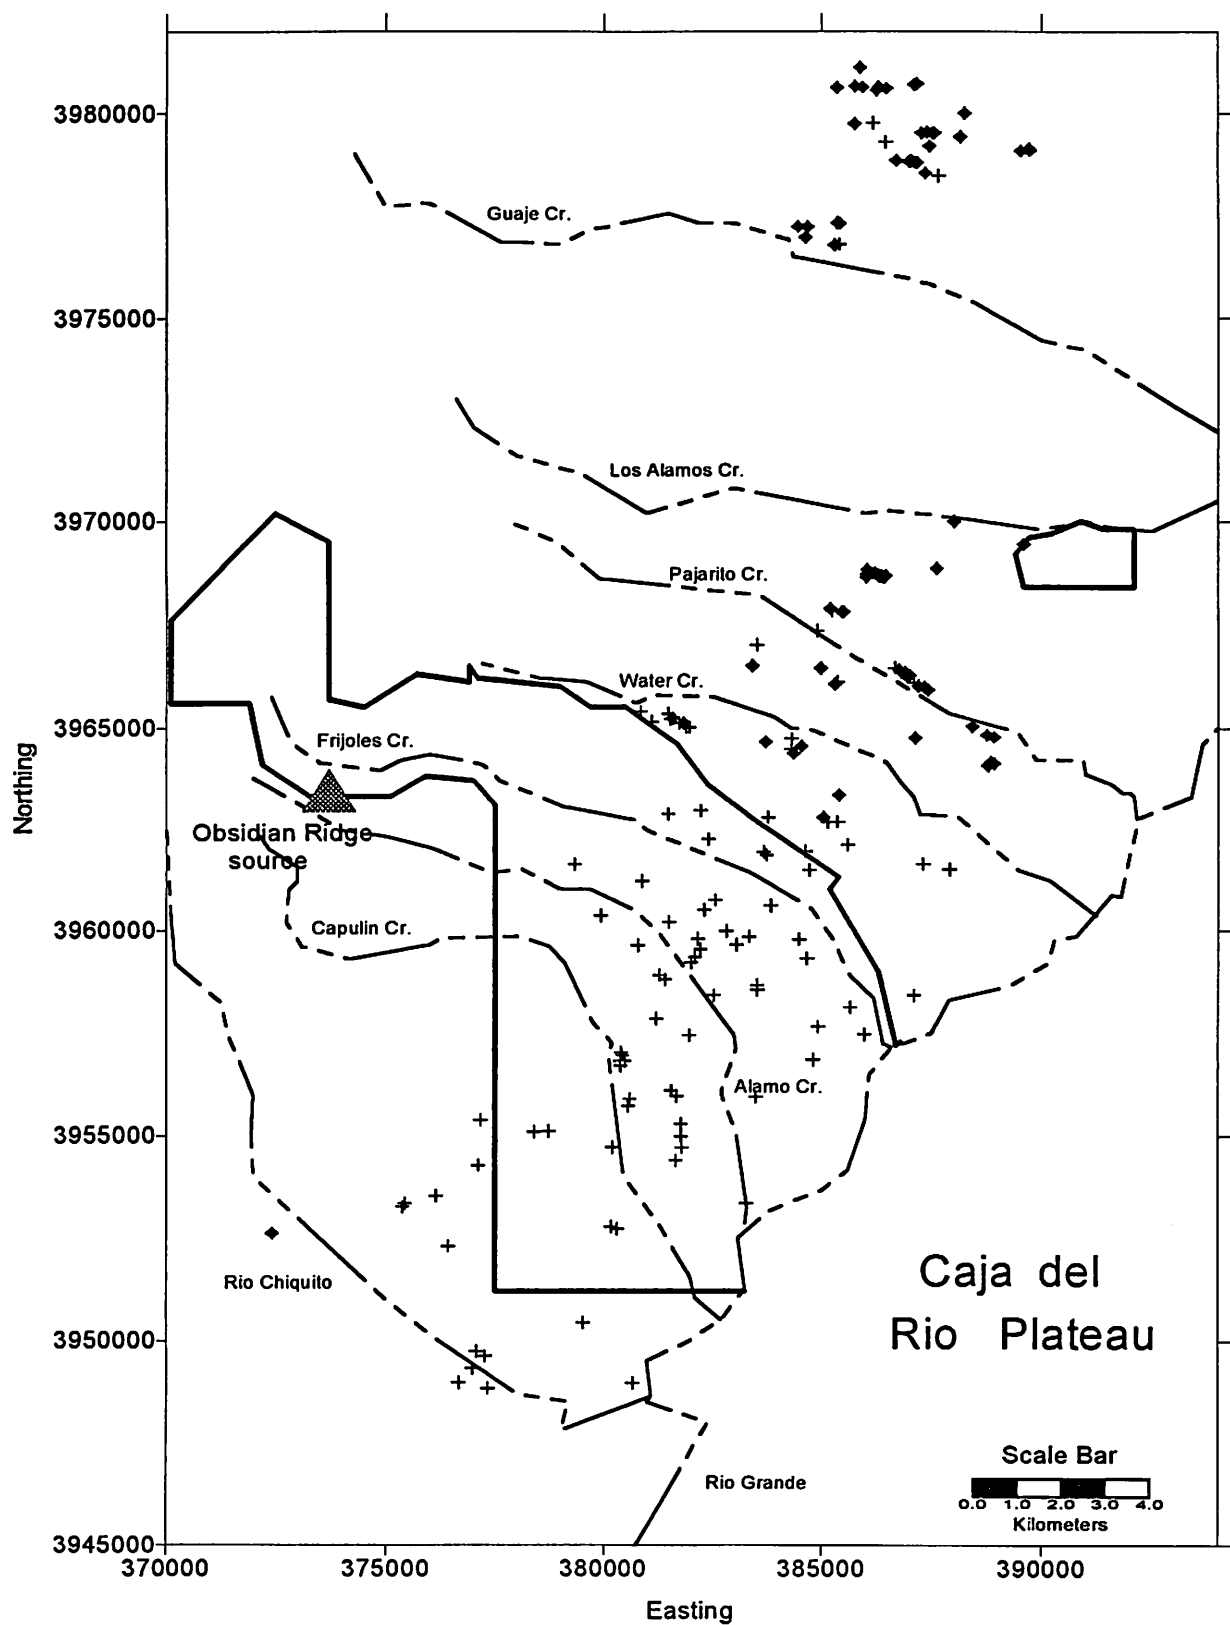 3980000
Guaje Cr.
3975000
Los Alamos Cr.
3970000
Pajarito Cr.
Water Cr.
3965000
Frijoles Cr.
Northing
Obsidian Ridge
source
3960000
Capulin Cr.
Alamo Cr.
3955000
Caja del
Rio Plateau
Rio Chiquito
3950000
Scale Bar
Rio Grande
0.0 1.0 2.0 3.0 4.0
Kilometers
3945000
370000 375000 380000 385000 390000
Easting